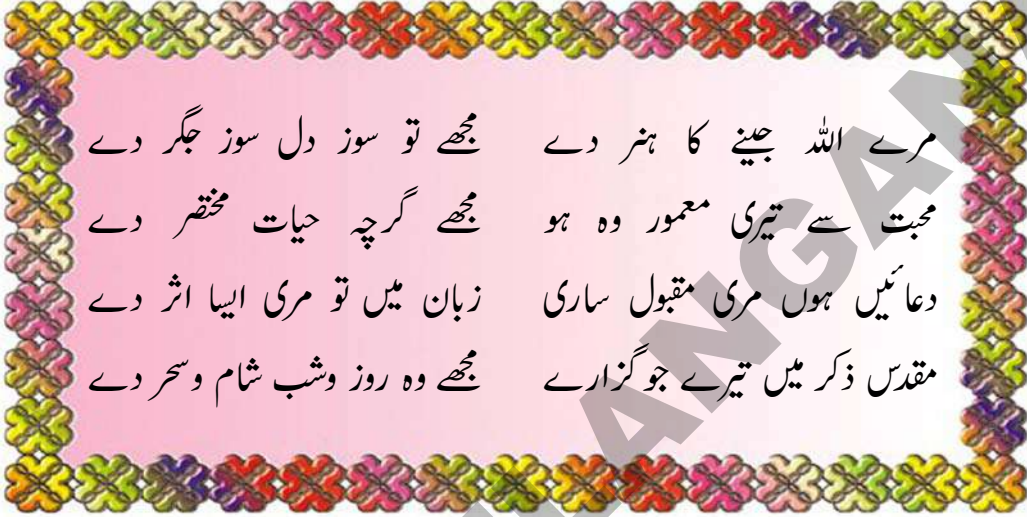 مرے اللہ جینے کا ہنر دے مجھے تو سوز دل سوز جگر دے
محبت سے تیری معمور وہ ہو مجھے گرچہ حیات مختصر دے
دعائیں ہوں مری مقبول ساری زبان میں تو مری ایسا اثر دے
مقدس ذکر میں تیرے جو گزارے مجھے وہ روز وشب شام وسحر دے